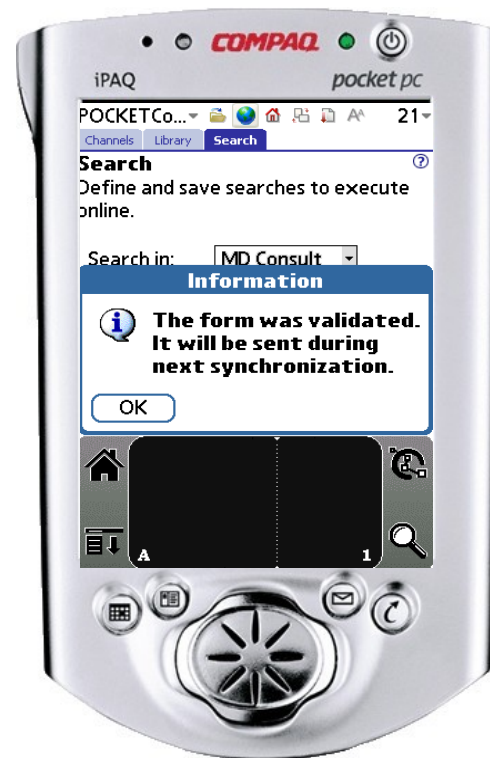 COMPAQ
iPAQ pocket pc
POCKETCo... 21
Channels Library Search
Search ?
Define and save searches to execute
online.
Search in: MD Consult
Information
The form was validated.
It will be sent during
next synchronization.
OK
A 1